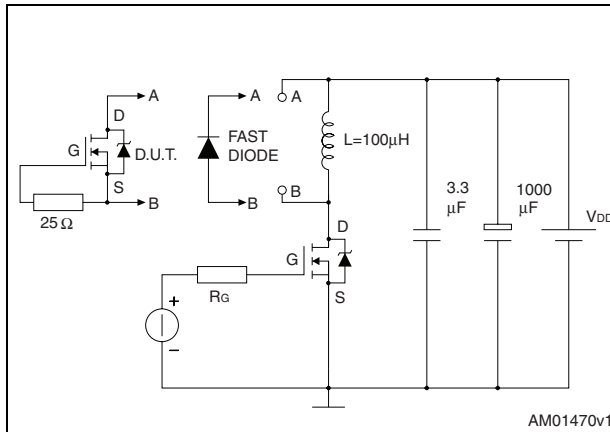 A
A
A
D
G
D.U.T.
FAST
DIODE
L=100µH
S
B
B
B
25 Ω
3.3
µF
1000
µF
VDD
D
G
S
RG
+
−
AM01470v1